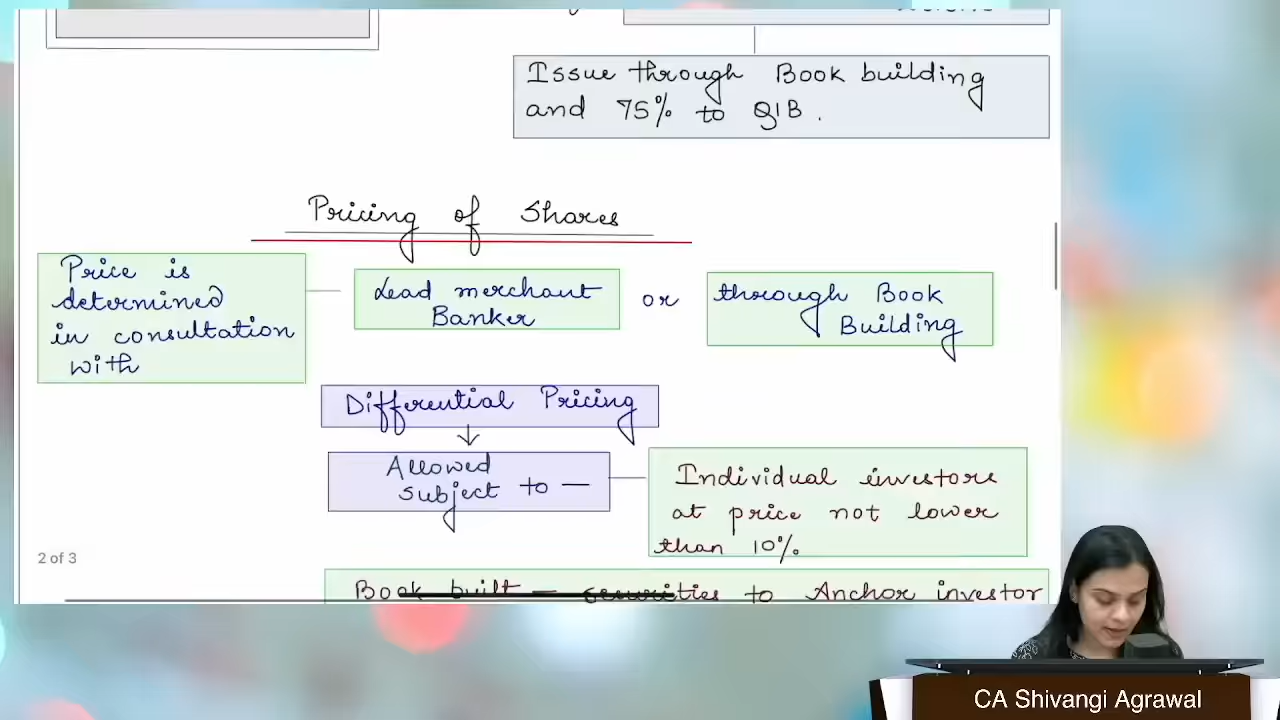 Issue through Book building
and 75% to QIB.
Pricing of Shares
Price is
determined
in consultation
with
Lead merchant
Banker
or
through Book
Building
Differential Pricing
Allowed
subject to —
Individual investors
at price not lower
than 10%
2 of 3
Book built — securities to Anchor investor
CA Shivangi Agrawal